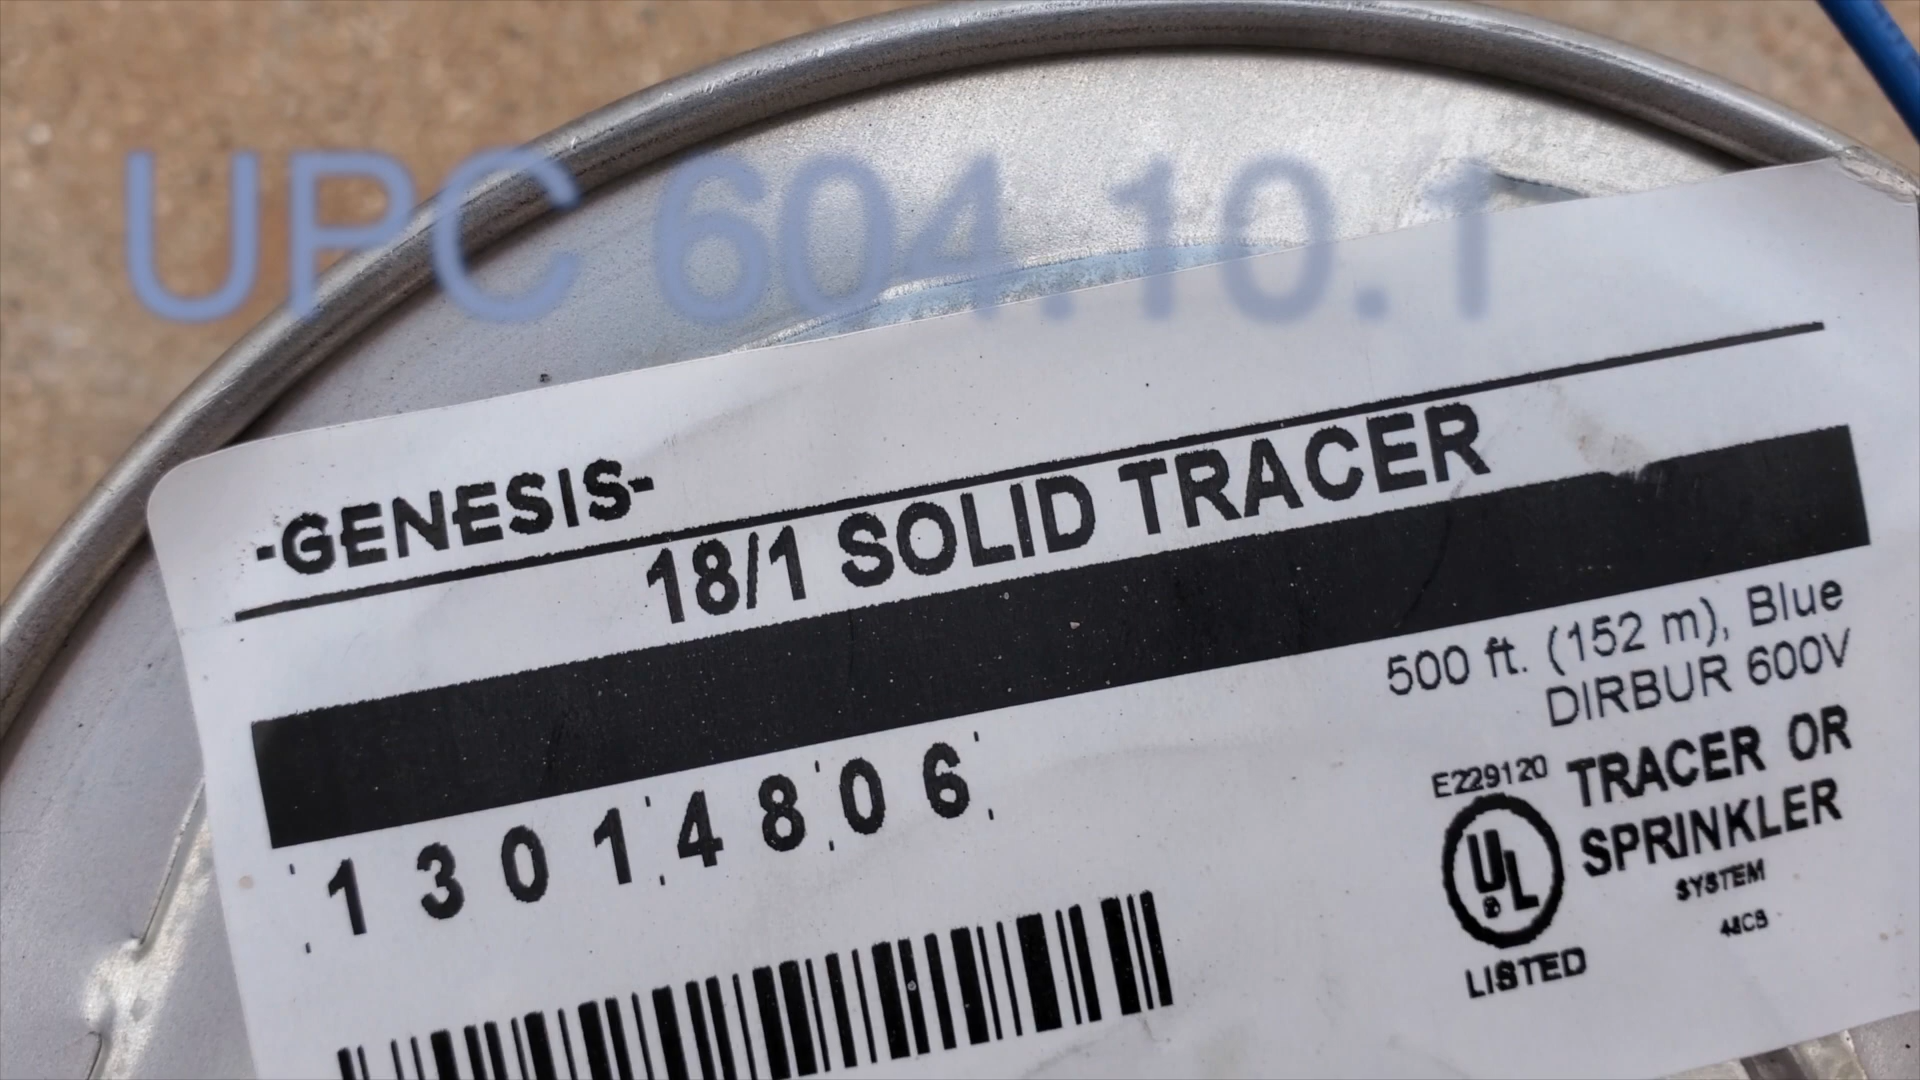 UPC 604.10.1
-GENESIS-
18/1 SOLID TRACER
500 ft. (152 m), Blue
DIRBUR 600V
13014806
E229120
TRACER OR
SPRINKLER
SYSTEM
UL
®
LISTED